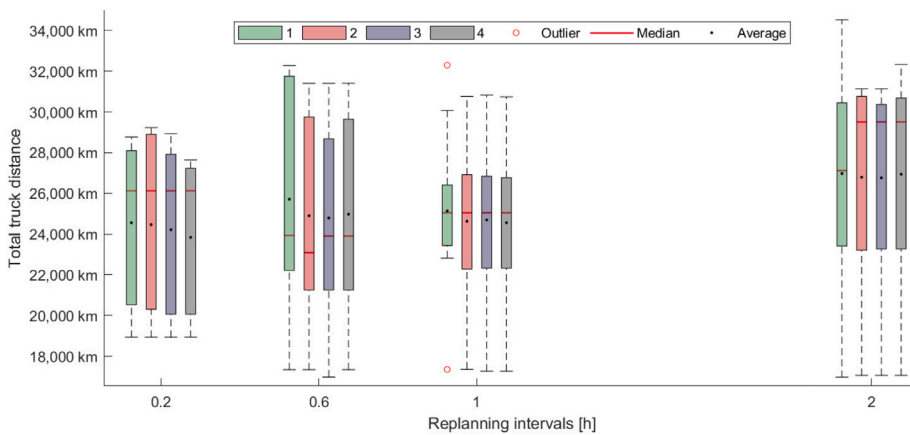 1 2 3 4 Outlier Median Average
34,000 km
32,000 km
30,000 km
28,000 km
26,000 km
24,000 km
22,000 km
20,000 km
18,000 km
Total truck distance
0.2 0.6 1 2
Replanning intervals [h]